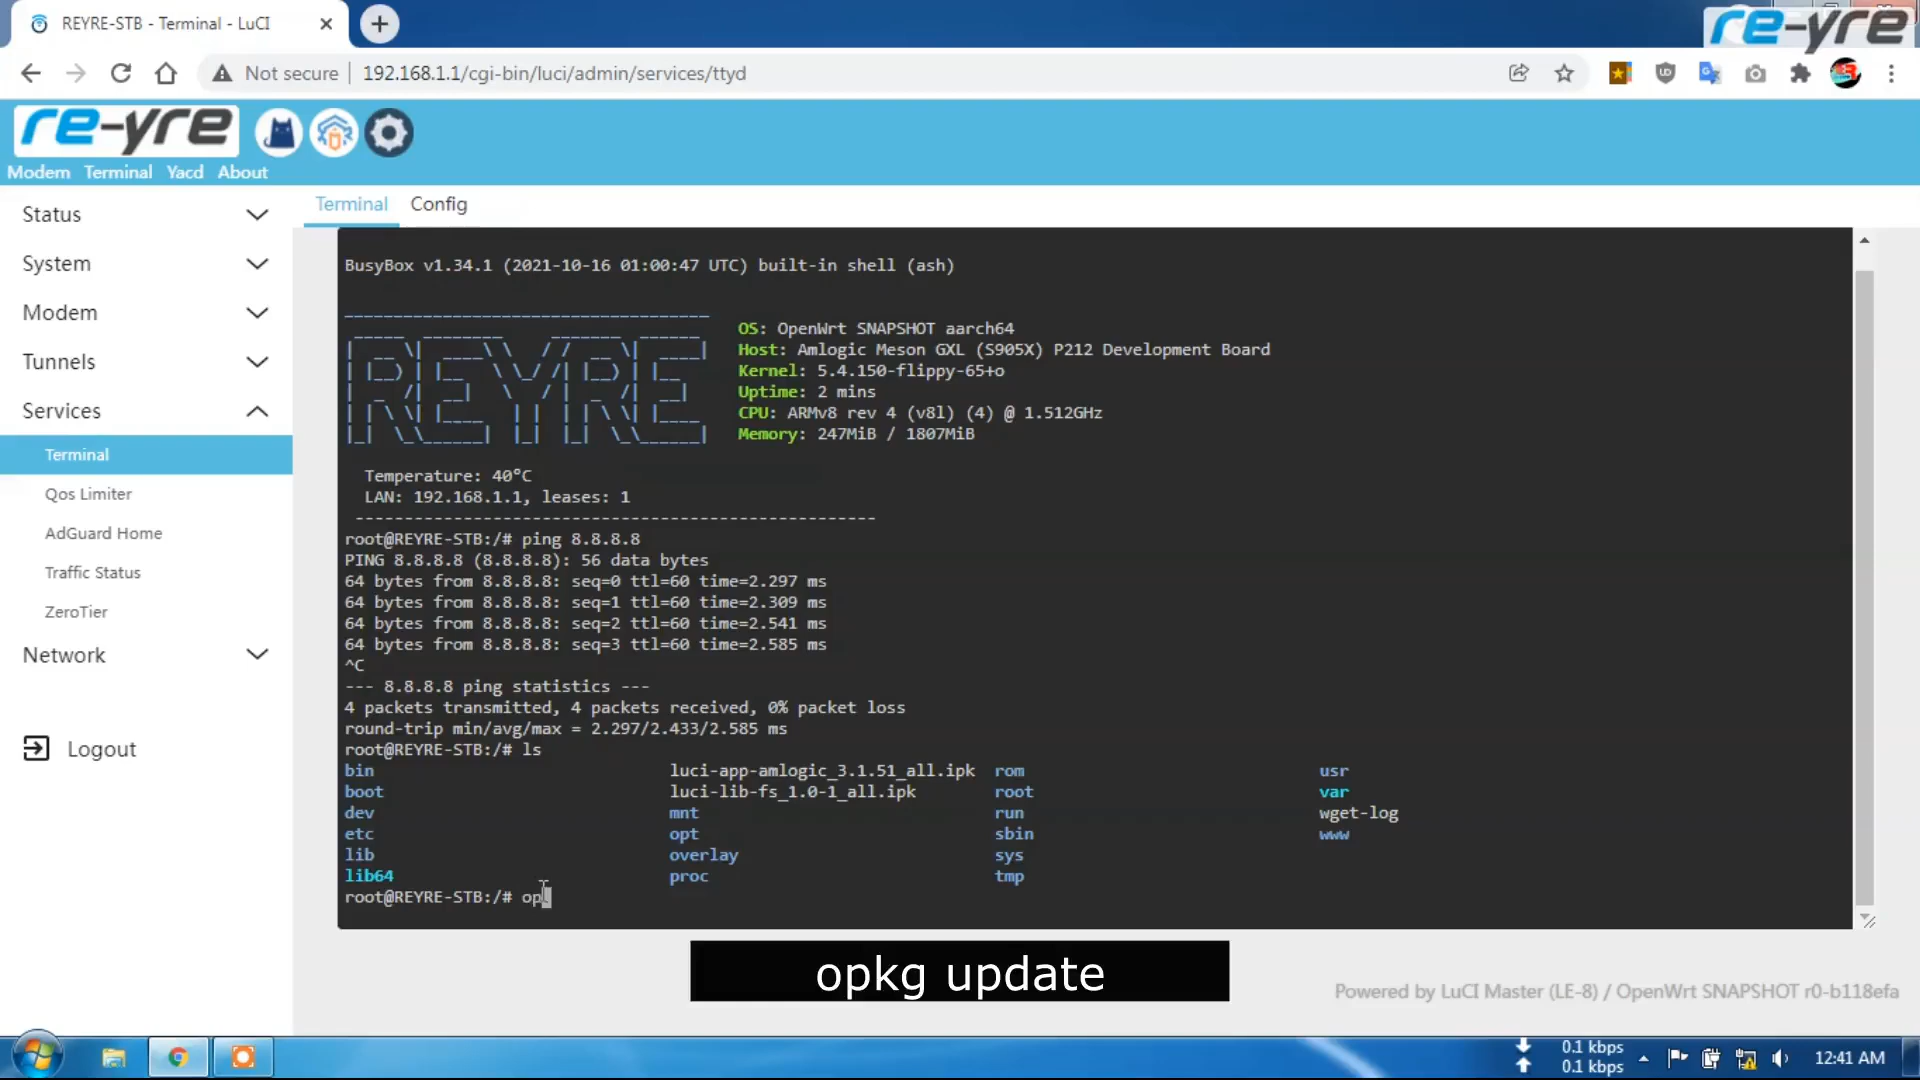 REYRE-STB - Terminal - LuCI
re-yre
Not secure
192.168.1.1/cgi-bin/luci/admin/services/ttyd
re-yre
Modem Terminal Yacd About
Status
System
Modem
Tunnels
Services
Terminal
Qos Limiter
AdGuard Home
Traffic Status
ZeroTier
Network
Logout
Terminal Config
BusyBox v1.34.1 (2021-10-16 01:00:47 UTC) built-in shell (ash)
REYRE
OS: OpenWrt SNAPSHOT aarch64
Host: Amlogic Meson GXL (S905X) P212 Development Board
Kernel: 5.4.150-flippy-65+o
Uptime: 2 mins
CPU: ARMv8 rev 4 (v8l) (4) @ 1.512GHz
Memory: 247MiB / 1807MiB
Temperature: 40°C
LAN: 192.168.1.1, leases: 1
-----------------------------------------------------
root@REYRE-STB:/# ping 8.8.8.8
PING 8.8.8.8 (8.8.8.8): 56 data bytes
64 bytes from 8.8.8.8: seq=0 ttl=60 time=2.297 ms
64 bytes from 8.8.8.8: seq=1 ttl=60 time=2.309 ms
64 bytes from 8.8.8.8: seq=2 ttl=60 time=2.541 ms
64 bytes from 8.8.8.8: seq=3 ttl=60 time=2.585 ms
^C
--- 8.8.8.8 ping statistics ---
4 packets transmitted, 4 packets received, 0% packet loss
round-trip min/avg/max = 2.297/2.433/2.585 ms
root@REYRE-STB:/# ls
bin luci-app-amlogic_3.1.51_all.ipk rom usr
boot luci-lib-fs_1.0-1_all.ipk root var
dev mnt run wget-log
etc opt sbin www
lib overlay sys
lib64 proc tmp
root@REYRE-STB:/# op
opkg update
Powered by LuCI Master (LE-8) / OpenWrt SNAPSHOT r0-b118efa
0.1 kbps
0.1 kbps
12:41 AM